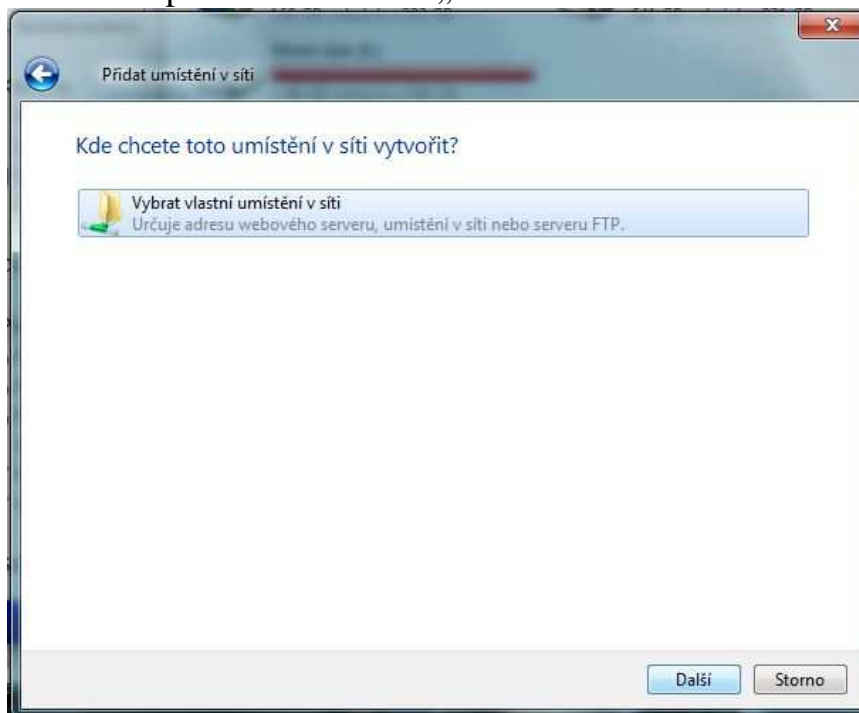 Přidat umístění v síti
Kde chcete toto umístění v síti vytvořit?
Vybrat vlastní umístění v síti
Určuje adresu webového serveru, umístění v síti nebo serveru FTP.
Další
Storno